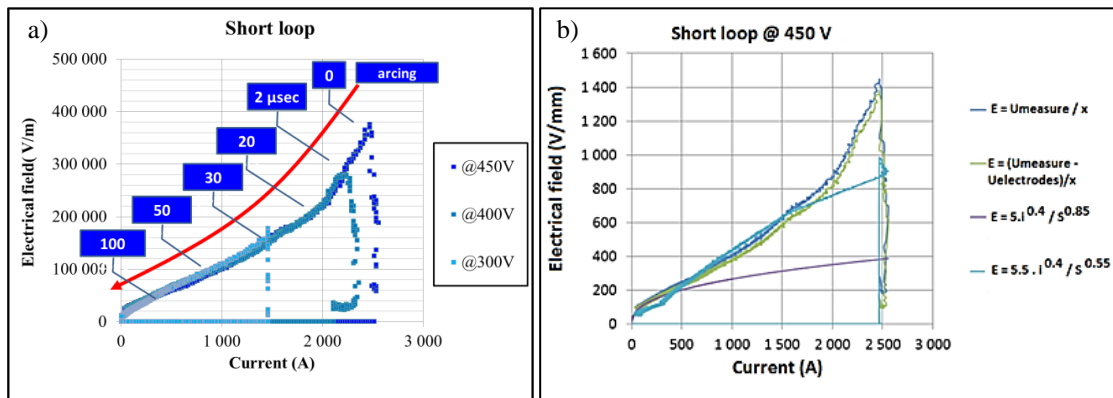 a)
Short loop
500 000
400 000
300 000
200 000
100 000
0
Electrical field( V/m)
0
1 000
2 000
3 000
Current (A)
0
arcing
2 µsec
20
30
50
100
@450V
@400V
@300V
b)
Short loop @ 450 V
1 600
1 400
1 200
1 000
800
600
400
200
0
Electrical field (V/mm)
0
500
1 000
1 500
2 000
2 500
3 000
Current (A)
E = Umeasure / x
E = (Umeasure -
Uelectrodes)/x
E = 5.I^0.4 / S^0.85
E = 5.5 . I^0.4 / S^0.55